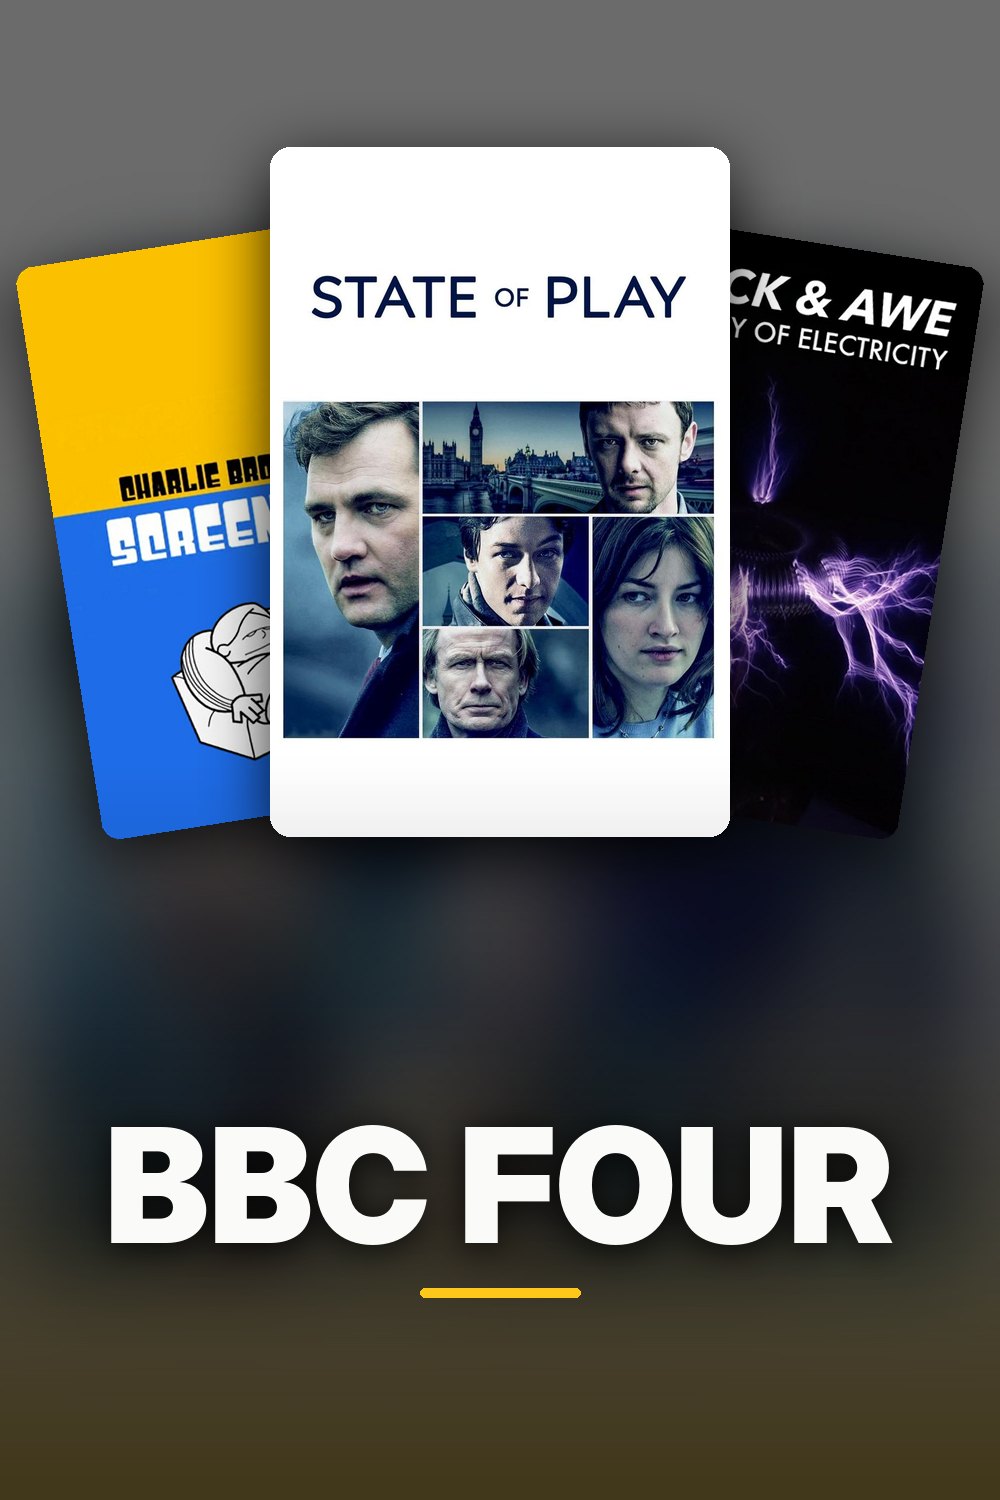 STATE OF PLAY
CHARLIE BRO
SCREEN
CK & AWE
Y OF ELECTRICITY
BBC FOUR